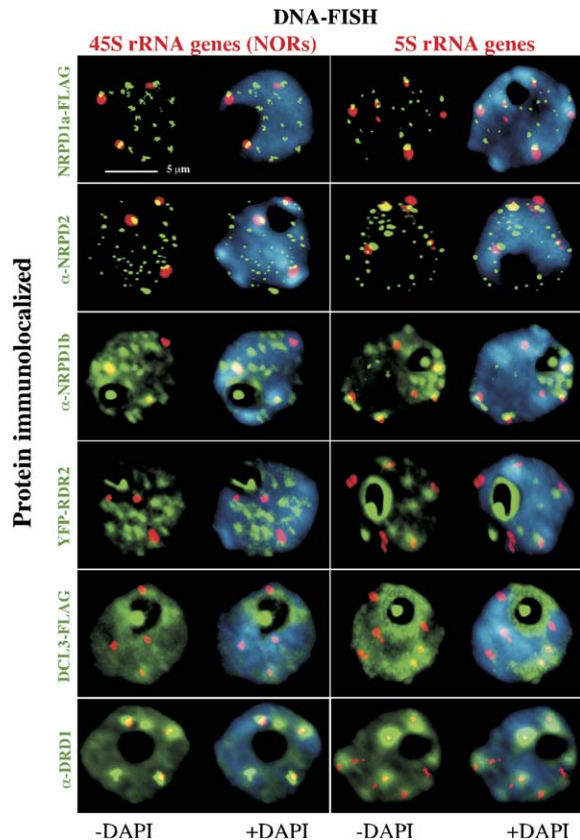 DNA-FISH
45S rRNA genes (NORs) 5S rRNA genes
Protein immunolocalized
NRPD1a-FLAG
5 μm
α-NRPD2
α-NRPD1b
YFP-RDR2
DCL3-FLAG
α-DRD1
-DAPI +DAPI -DAPI +DAPI